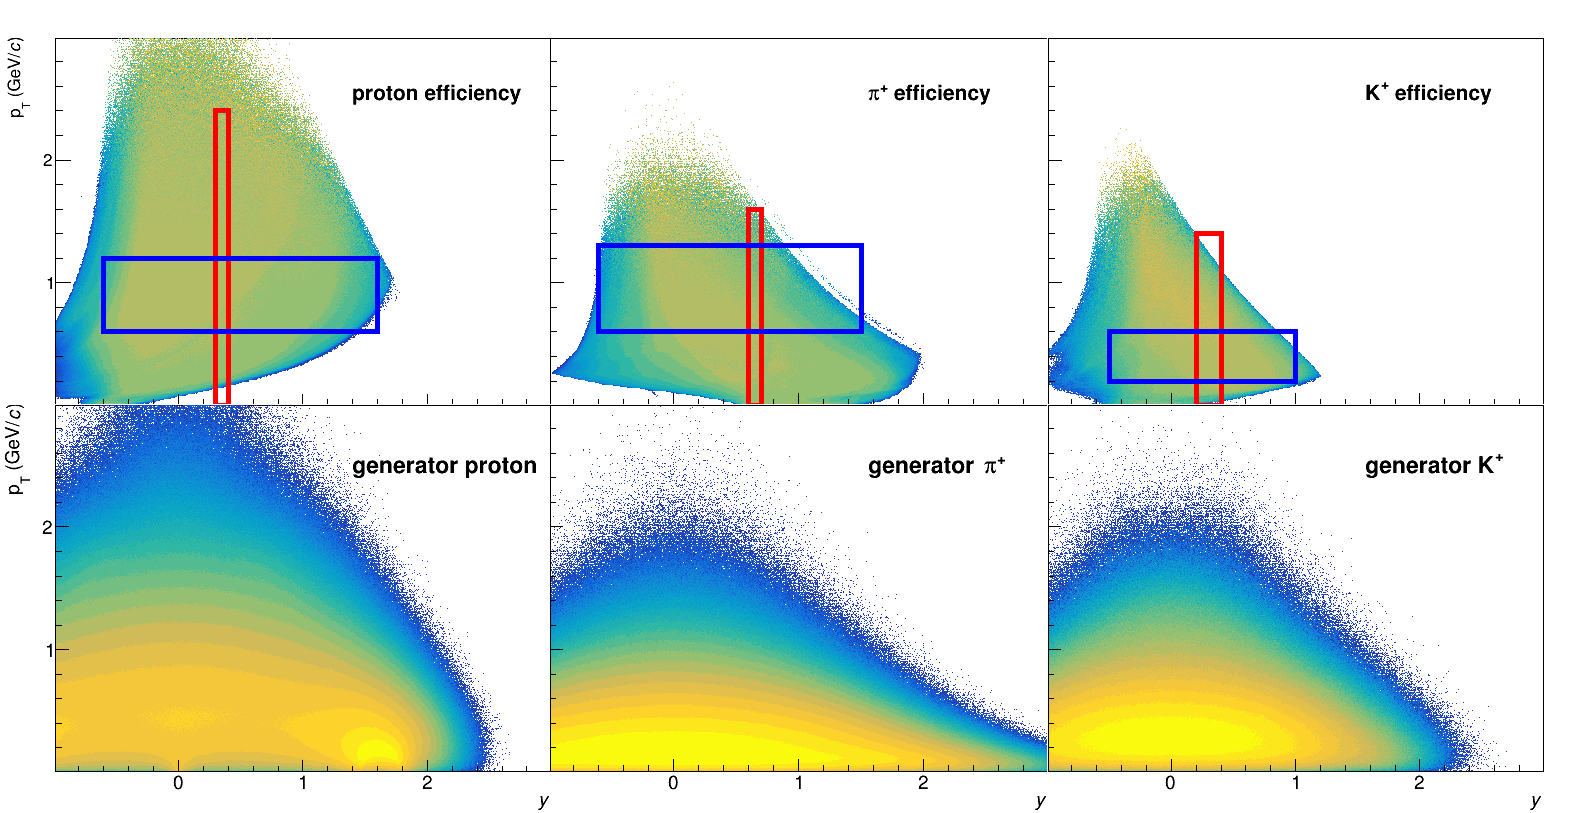 p_T (GeV/c)
proton efficiency
π⁺ efficiency
K⁺ efficiency
2
1
p_T (GeV/c)
generator proton
generator π⁺
generator K⁺
2
1
0 1 2 y 0 1 2 y 0 1 2 y